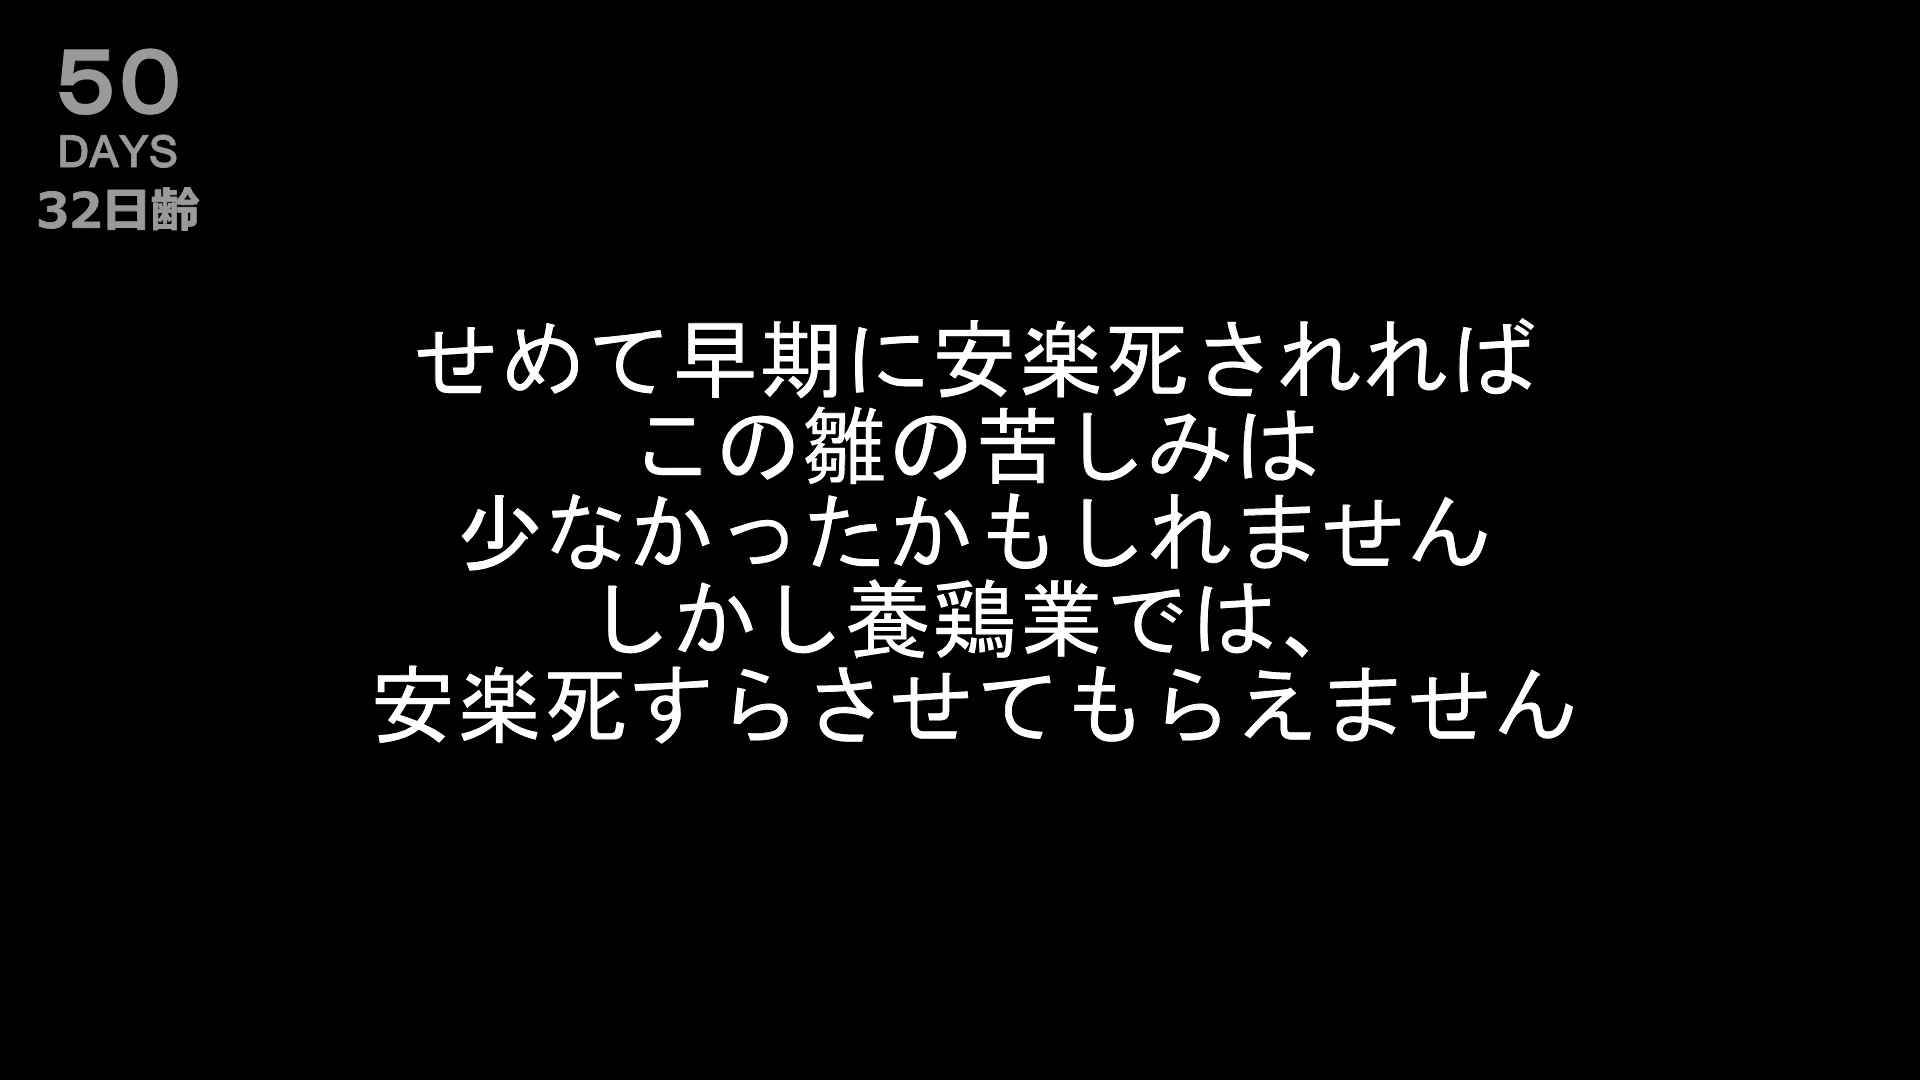 50
DAYS
32日齢
せめて早期に安楽死されれば
この雛の苦しみは
少なかったかもしれません
しかし養鶏業では、
安楽死すらさせてもらえません